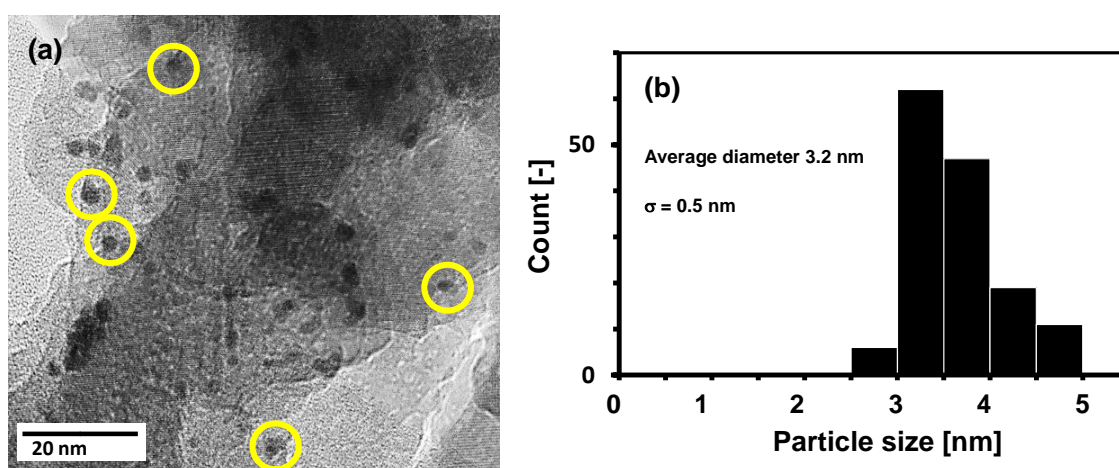 (a)
20 nm
(b)
Average diameter 3.2 nm
σ = 0.5 nm
Count [-]
50
0
0 1 2 3 4 5
Particle size [nm]